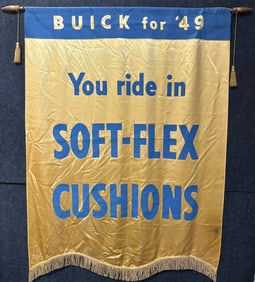 BUICK for '49
You ride in
SOFT-FLEX
CUSHIONS